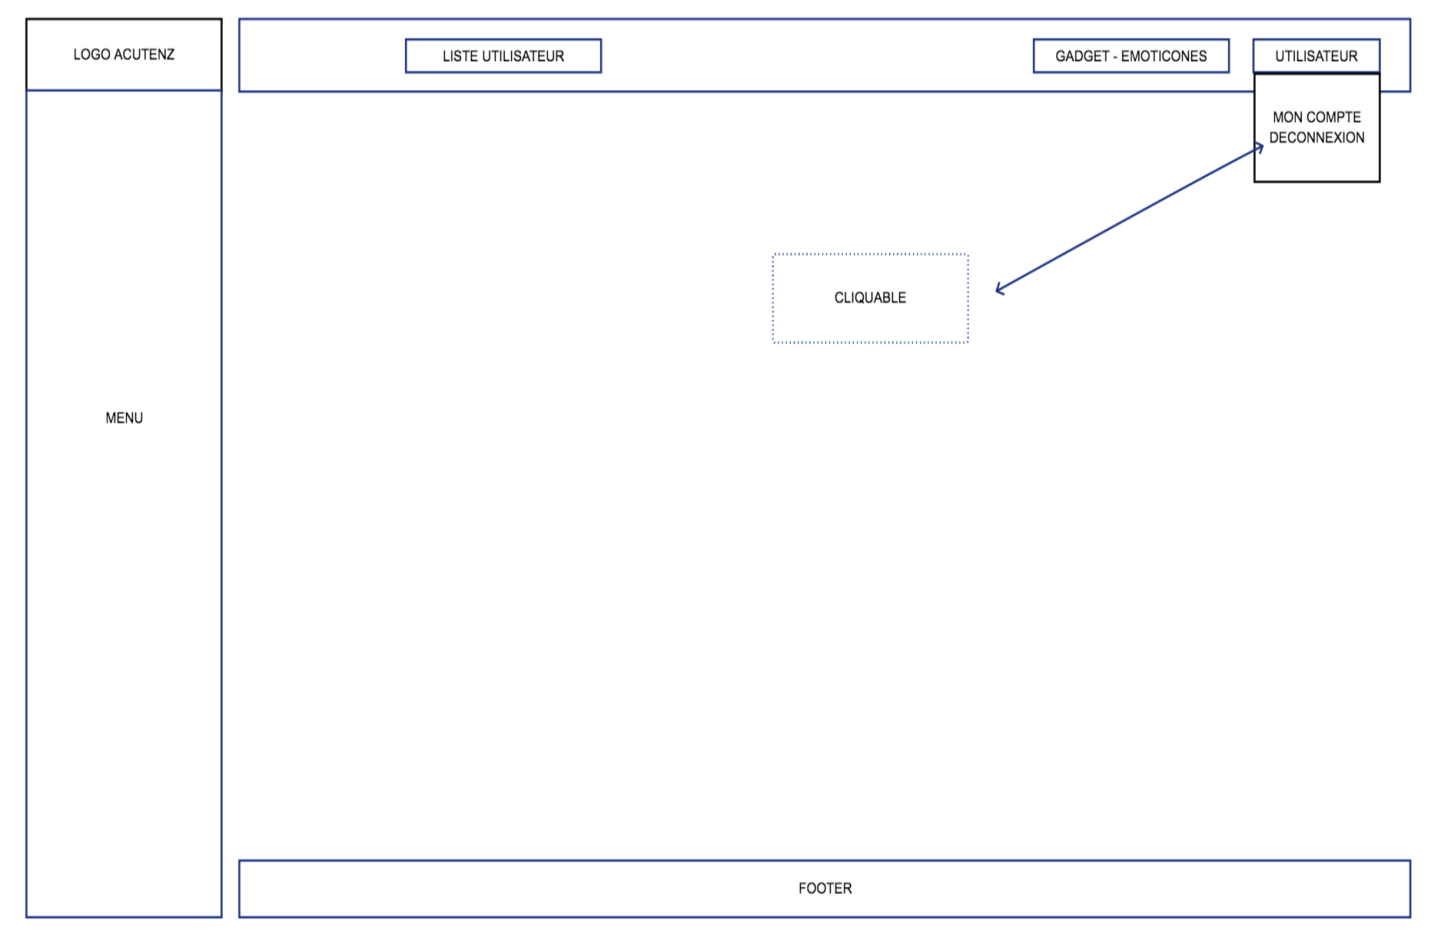 LOGO ACUTENZ
LISTE UTILISATEUR
GADGET - EMOTICONES
UTILISATEUR
MON COMPTE
DECONNEXION
CLIQUABLE
MENU
FOOTER